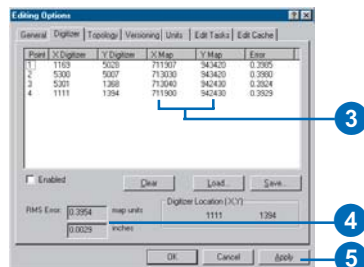 Editing Options
General Digitizer Topology Versioning Units Edit Tasks Edit Cache
Point X Digitizer Y Digitizer X Map Y Map Error
1 1169 5028 711907 943420 0.3985
2 5300 5007 713030 943420 0.3980
3 5301 1368 713040 942430 0.3924
4 1111 1394 711900 942430 0.3929
3
Enabled Clear Load... Save...
RMS Error: 0.3954 map units
0.0029 inches
Digitizer Location (X,Y)
1111 1394
4
OK Cancel Apply
5